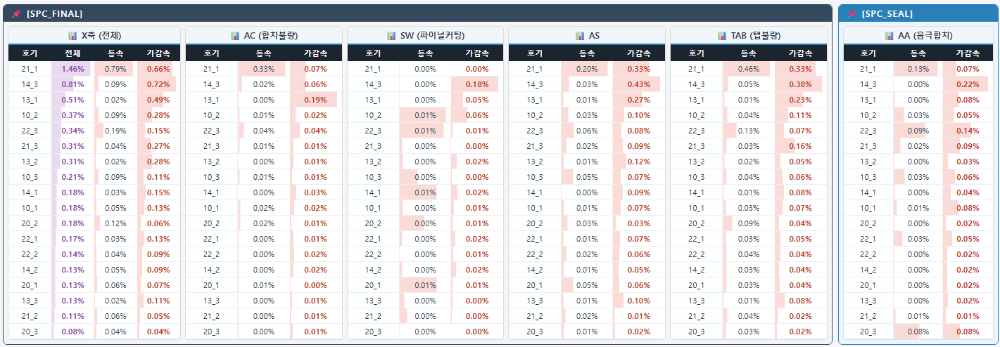 📌 [SPC_FINAL] 📌 [SPC_SEAL]
📊 X축 (전체) 📊 AC (합치불량) 📊 SW (파이널커팅) 📊 AS 📊 TAB (탭불량) 📊 AA (음극합치)
호기 전체 등속 가감속 호기 등속 가감속 호기 등속 가감속 호기 등속 가감속 호기 등속 가감속 호기 등속 가감속
21_1 1.46% 0.79% 0.66% 21_1 0.33% 0.07% 21_1 0.00% 0.00% 21_1 0.20% 0.33% 21_1 0.46% 0.33% 21_1 0.13% 0.07%
14_3 0.81% 0.09% 0.72% 14_3 0.02% 0.06% 14_3 0.00% 0.18% 14_3 0.03% 0.43% 14_3 0.05% 0.38% 14_3 0.00% 0.22%
13_1 0.51% 0.02% 0.49% 13_1 0.00% 0.19% 13_1 0.00% 0.05% 13_1 0.01% 0.27% 13_1 0.01% 0.23% 13_1 0.00% 0.08%
10_2 0.37% 0.09% 0.28% 10_2 0.01% 0.02% 10_2 0.01% 0.06% 10_2 0.03% 0.10% 10_2 0.04% 0.11% 10_2 0.03% 0.05%
22_3 0.34% 0.19% 0.15% 22_3 0.04% 0.04% 22_3 0.01% 0.01% 22_3 0.06% 0.08% 22_3 0.13% 0.07% 22_3 0.09% 0.14%
21_3 0.31% 0.04% 0.27% 21_3 0.01% 0.01% 21_3 0.00% 0.00% 21_3 0.02% 0.09% 21_3 0.03% 0.16% 21_3 0.02% 0.09%
13_2 0.31% 0.02% 0.28% 13_2 0.00% 0.01% 13_2 0.00% 0.02% 13_2 0.01% 0.12% 13_2 0.02% 0.05% 13_2 0.00% 0.03%
10_3 0.21% 0.09% 0.11% 10_3 0.01% 0.01% 10_3 0.00% 0.00% 10_3 0.05% 0.07% 10_3 0.04% 0.06% 10_3 0.03% 0.06%
14_1 0.18% 0.03% 0.15% 14_1 0.00% 0.03% 14_1 0.01% 0.02% 14_1 0.00% 0.09% 14_1 0.01% 0.08% 14_1 0.00% 0.04%
10_1 0.18% 0.05% 0.13% 10_1 0.02% 0.02% 10_1 0.00% 0.01% 10_1 0.01% 0.07% 10_1 0.03% 0.07% 10_1 0.01% 0.08%
20_2 0.18% 0.12% 0.06% 20_2 0.02% 0.01% 20_2 0.00% 0.01% 20_2 0.03% 0.03% 20_2 0.09% 0.04% 20_2 0.00% 0.02%
22_1 0.17% 0.03% 0.13% 22_1 0.00% 0.01% 22_1 0.00% 0.02% 22_1 0.01% 0.07% 22_1 0.03% 0.05% 22_1 0.03% 0.05%
22_2 0.14% 0.04% 0.09% 22_2 0.00% 0.02% 22_2 0.00% 0.01% 22_2 0.01% 0.06% 22_2 0.04% 0.04% 22_2 0.00% 0.02%
14_2 0.13% 0.05% 0.09% 14_2 0.00% 0.02% 14_2 0.00% 0.02% 14_2 0.01% 0.05% 14_2 0.03% 0.04% 14_2 0.00% 0.02%
20_1 0.13% 0.06% 0.07% 20_1 0.01% 0.00% 20_1 0.01% 0.01% 20_1 0.05% 0.06% 20_1 0.03% 0.04% 20_1 0.00% 0.02%
13_3 0.13% 0.02% 0.11% 13_3 0.00% 0.01% 13_3 0.00% 0.00% 13_3 0.01% 0.10% 13_3 0.01% 0.08% 13_3 0.00% 0.02%
21_2 0.11% 0.06% 0.05% 21_2 0.00% 0.01% 21_2 0.00% 0.00% 21_2 0.02% 0.01% 21_2 0.04% 0.02% 21_2 0.01% 0.01%
20_3 0.08% 0.04% 0.04% 20_3 0.00% 0.01% 20_3 0.00% 0.00% 20_3 0.01% 0.02% 20_3 0.03% 0.02% 20_3 0.08% 0.08%